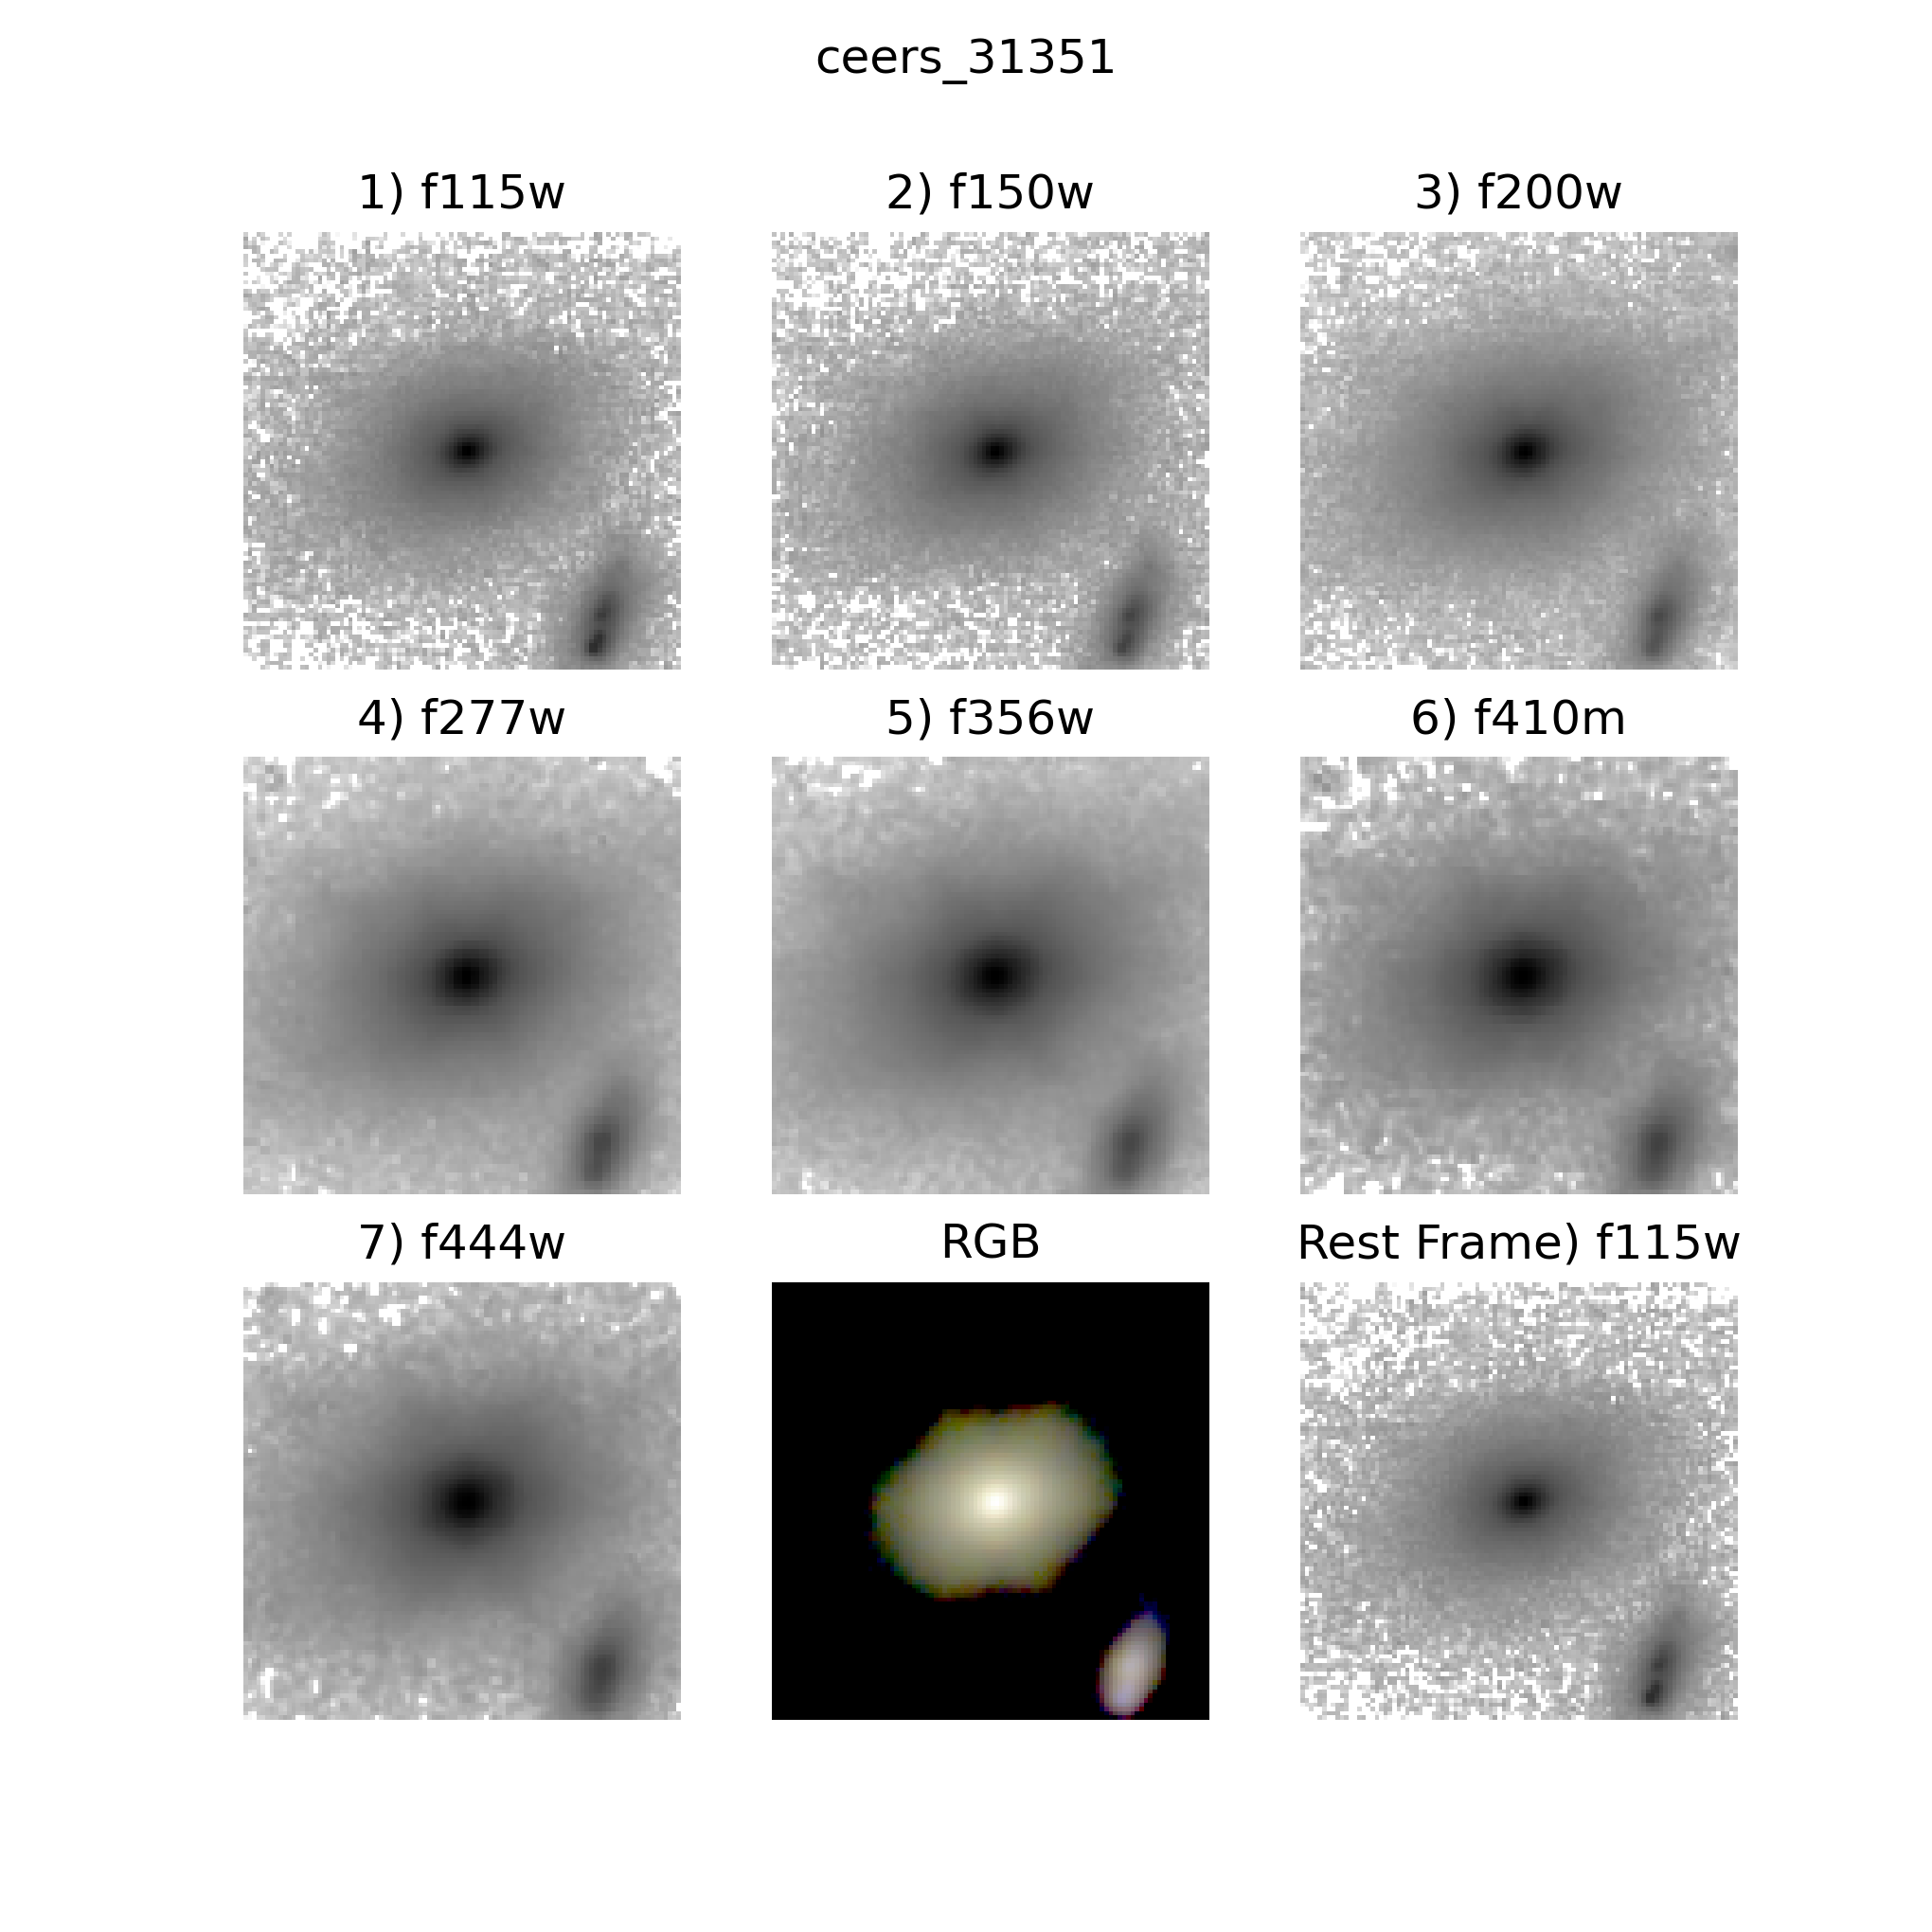 ceers_31351
1) f115w
2) f150w
3) f200w
4) f277w
5) f356w
6) f410m
7) f444w
RGB
Rest Frame) f115w